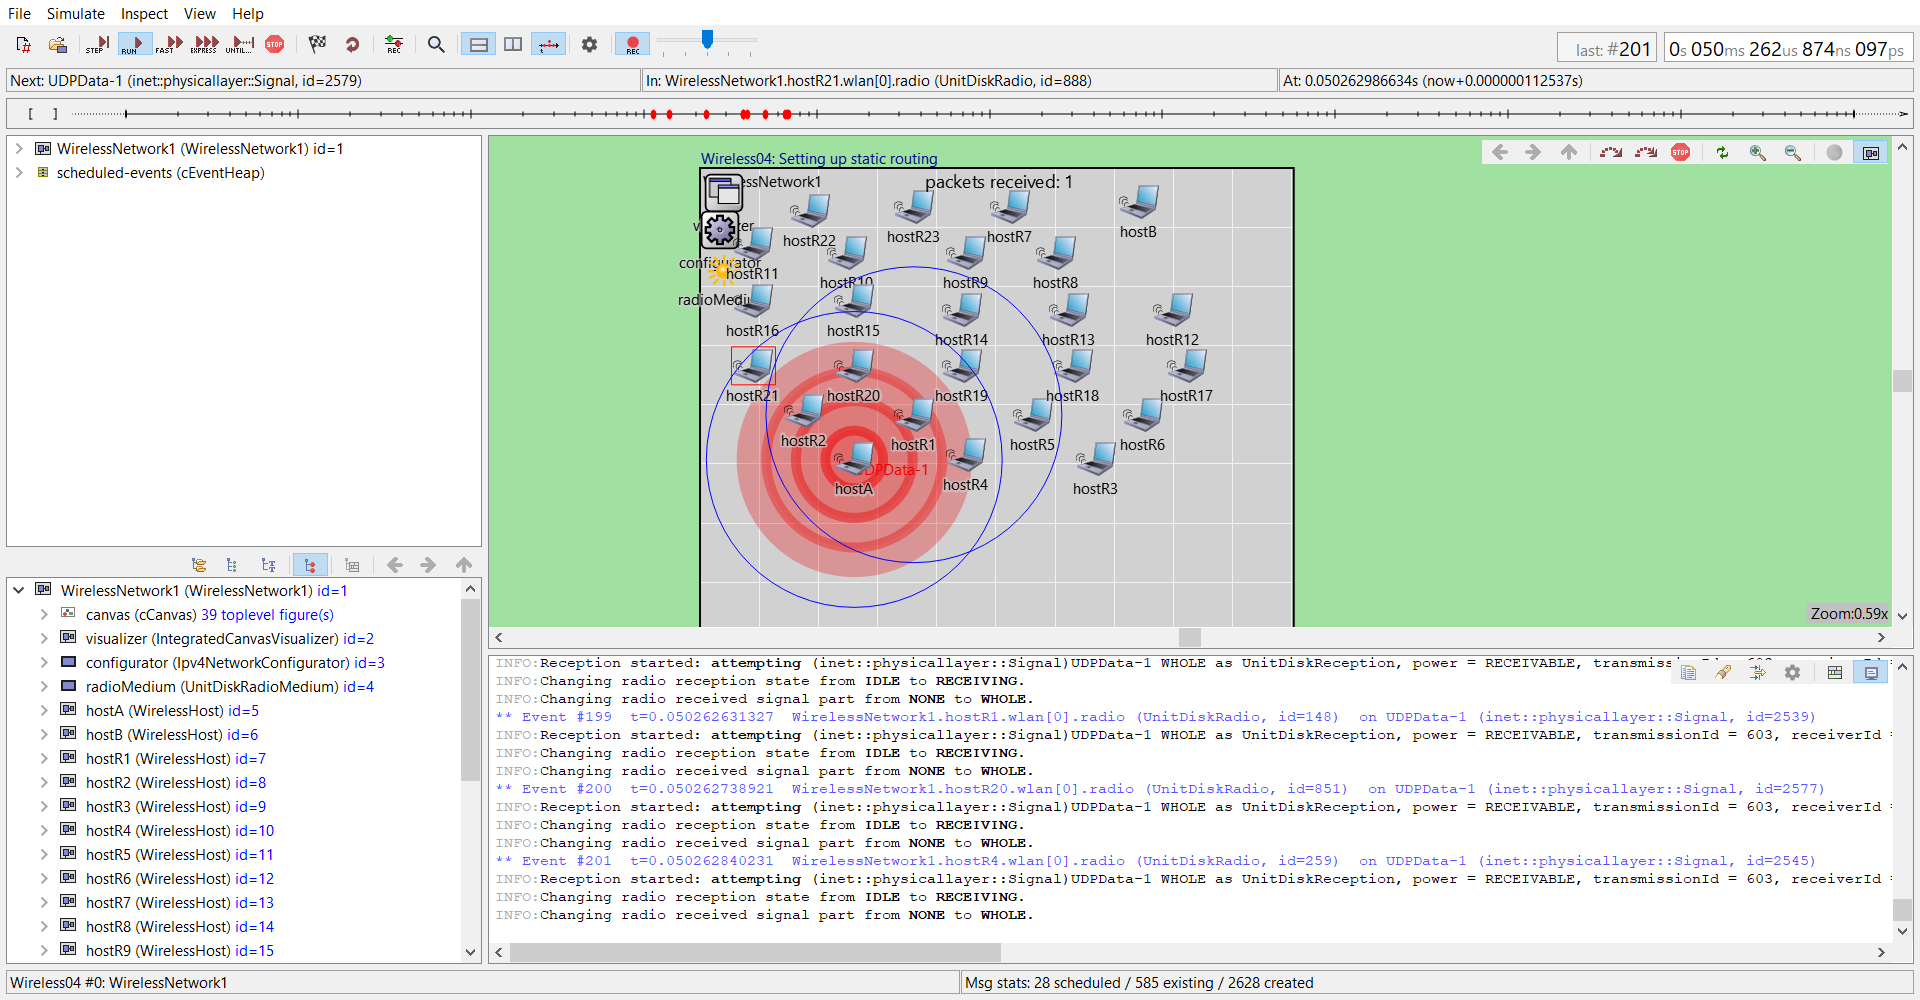 File Simulate Inspect View Help
STEP RUN FAST EXPRESS UNTIL... STOP REC REC
last: #201 0s 050ms 262us 874ns 097ps
Next: UDPData-1 (inet::physicallayer::Signal, id=2579) In: WirelessNetwork1.hostR21.wlan[0].radio (UnitDiskRadio, id=888) At: 0.050262986634s (now+0.000000112537s)
[ ]
WirelessNetwork1 (WirelessNetwork1) id=1
scheduled-events (cEventHeap)
WirelessNetwork1 (WirelessNetwork1) id=1
canvas (cCanvas) 39 toplevel figure(s)
visualizer (IntegratedCanvasVisualizer) id=2
configurator (Ipv4NetworkConfigurator) id=3
radioMedium (UnitDiskRadioMedium) id=4
hostA (WirelessHost) id=5
hostB (WirelessHost) id=6
hostR1 (WirelessHost) id=7
hostR2 (WirelessHost) id=8
hostR3 (WirelessHost) id=9
hostR4 (WirelessHost) id=10
hostR5 (WirelessHost) id=11
hostR6 (WirelessHost) id=12
hostR7 (WirelessHost) id=13
hostR8 (WirelessHost) id=14
hostR9 (WirelessHost) id=15
Wireless04: Setting up static routing
STOP
packets received: 1
hostR22 hostR23 hostR7 hostB
configurator
hostR11 hostR10 hostR9 hostR8
hostR16 hostR15 hostR14 hostR13 hostR12
hostR21 hostR20 hostR19 hostR18 hostR17
hostR2 hostR1 hostR5 hostR6
hostA hostR4 hostR3
Zoom:0.59x
INFO:Reception started: attempting (inet::physicallayer::Signal)UDPData-1 WHOLE as UnitDiskReception, power = RECEIVABLE,
INFO:Changing radio reception state from IDLE to RECEIVING.
INFO:Changing radio received signal part from NONE to WHOLE.
** Event #199 t=0.050262631327 WirelessNetwork1.hostR1.wlan[0].radio (UnitDiskRadio, id=148) on UDPData-1 (inet::physicallayer::Signal, id=2539)
INFO:Reception started: attempting (inet::physicallayer::Signal)UDPData-1 WHOLE as UnitDiskReception, power = RECEIVABLE, transmissionId = 603, receiverId =
INFO:Changing radio reception state from IDLE to RECEIVING.
INFO:Changing radio received signal part from NONE to WHOLE.
** Event #200 t=0.050262738921 WirelessNetwork1.hostR20.wlan[0].radio (UnitDiskRadio, id=851) on UDPData-1 (inet::physicallayer::Signal, id=2577)
INFO:Reception started: attempting (inet::physicallayer::Signal)UDPData-1 WHOLE as UnitDiskReception, power = RECEIVABLE, transmissionId = 603, receiverId =
INFO:Changing radio reception state from IDLE to RECEIVING.
INFO:Changing radio received signal part from NONE to WHOLE.
** Event #201 t=0.050262840231 WirelessNetwork1.hostR4.wlan[0].radio (UnitDiskRadio, id=259) on UDPData-1 (inet::physicallayer::Signal, id=2545)
INFO:Reception started: attempting (inet::physicallayer::Signal)UDPData-1 WHOLE as UnitDiskReception, power = RECEIVABLE, transmissionId = 603, receiverId =
INFO:Changing radio reception state from IDLE to RECEIVING.
INFO:Changing radio received signal part from NONE to WHOLE.
Wireless04 #0: WirelessNetwork1 Msg stats: 28 scheduled / 585 existing / 2628 created